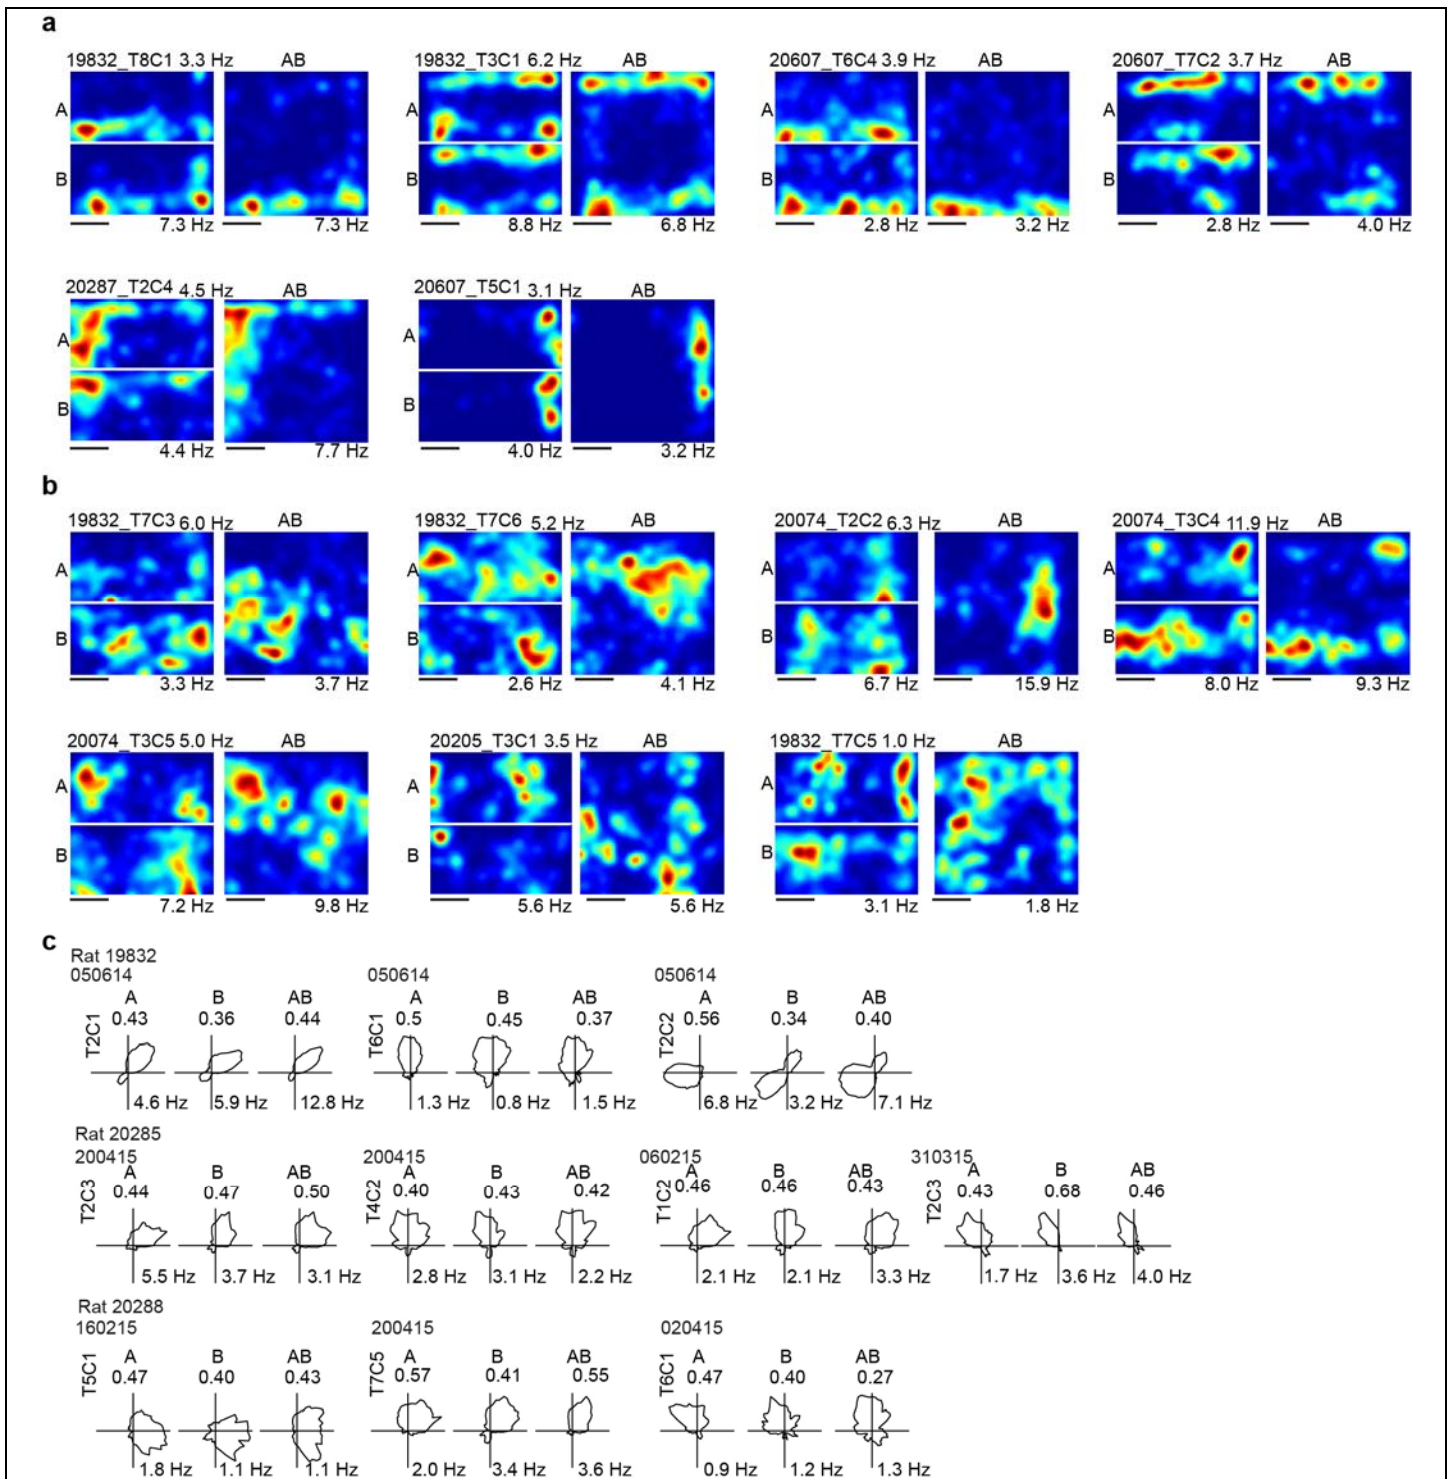 a
19832_T8C1 3.3 Hz AB 19832_T3C1 6.2 Hz AB 20607_T6C4 3.9 Hz AB 20607_T7C2 3.7 Hz AB
A A A A
B B B B
7.3 Hz 7.3 Hz 8.8 Hz 6.8 Hz 2.8 Hz 3.2 Hz 2.8 Hz 4.0 Hz
20287_T2C4 4.5 Hz AB 20607_T5C1 3.1 Hz AB
A A
B B
4.4 Hz 7.7 Hz 4.0 Hz 3.2 Hz
b
19832_T7C3 6.0 Hz AB 19832_T7C6 5.2 Hz AB 20074_T2C2 6.3 Hz AB 20074_T3C4 11.9 Hz AB
A A A A
B B B B
3.3 Hz 3.7 Hz 2.6 Hz 4.1 Hz 6.7 Hz 15.9 Hz 8.0 Hz 9.3 Hz
20074_T3C5 5.0 Hz AB 20205_T3C1 3.5 Hz AB 19832_T7C5 1.0 Hz AB
A A A
B B B
7.2 Hz 9.8 Hz 5.6 Hz 5.6 Hz 3.1 Hz 1.8 Hz
c
Rat 19832
050614 050614 050614
A B AB A B AB A B AB
0.43 0.36 0.44 0.5 0.45 0.37 0.56 0.34 0.40
T2C1 T6C1 T2C2
4.6 Hz 5.9 Hz 12.8 Hz 1.3 Hz 0.8 Hz 1.5 Hz 6.8 Hz 3.2 Hz 7.1 Hz
Rat 20285
200415 200415 060215 310315
A B AB A B AB A B AB A B AB
0.44 0.47 0.50 0.40 0.43 0.42 0.46 0.46 0.43 0.43 0.68 0.46
T2C3 T4C2 T1C2 T2C3
5.5 Hz 3.7 Hz 3.1 Hz 2.8 Hz 3.1 Hz 2.2 Hz 2.1 Hz 2.1 Hz 3.3 Hz 1.7 Hz 3.6 Hz 4.0 Hz
Rat 20288
160215 200415 020415
A B AB A B AB A B AB
0.47 0.40 0.43 0.57 0.41 0.55 0.47 0.40 0.27
T5C1 T7C5 T6C1
1.8 Hz 1.1 Hz 1.1 Hz 2.0 Hz 3.4 Hz 3.6 Hz 0.9 Hz 1.2 Hz 1.3 Hz